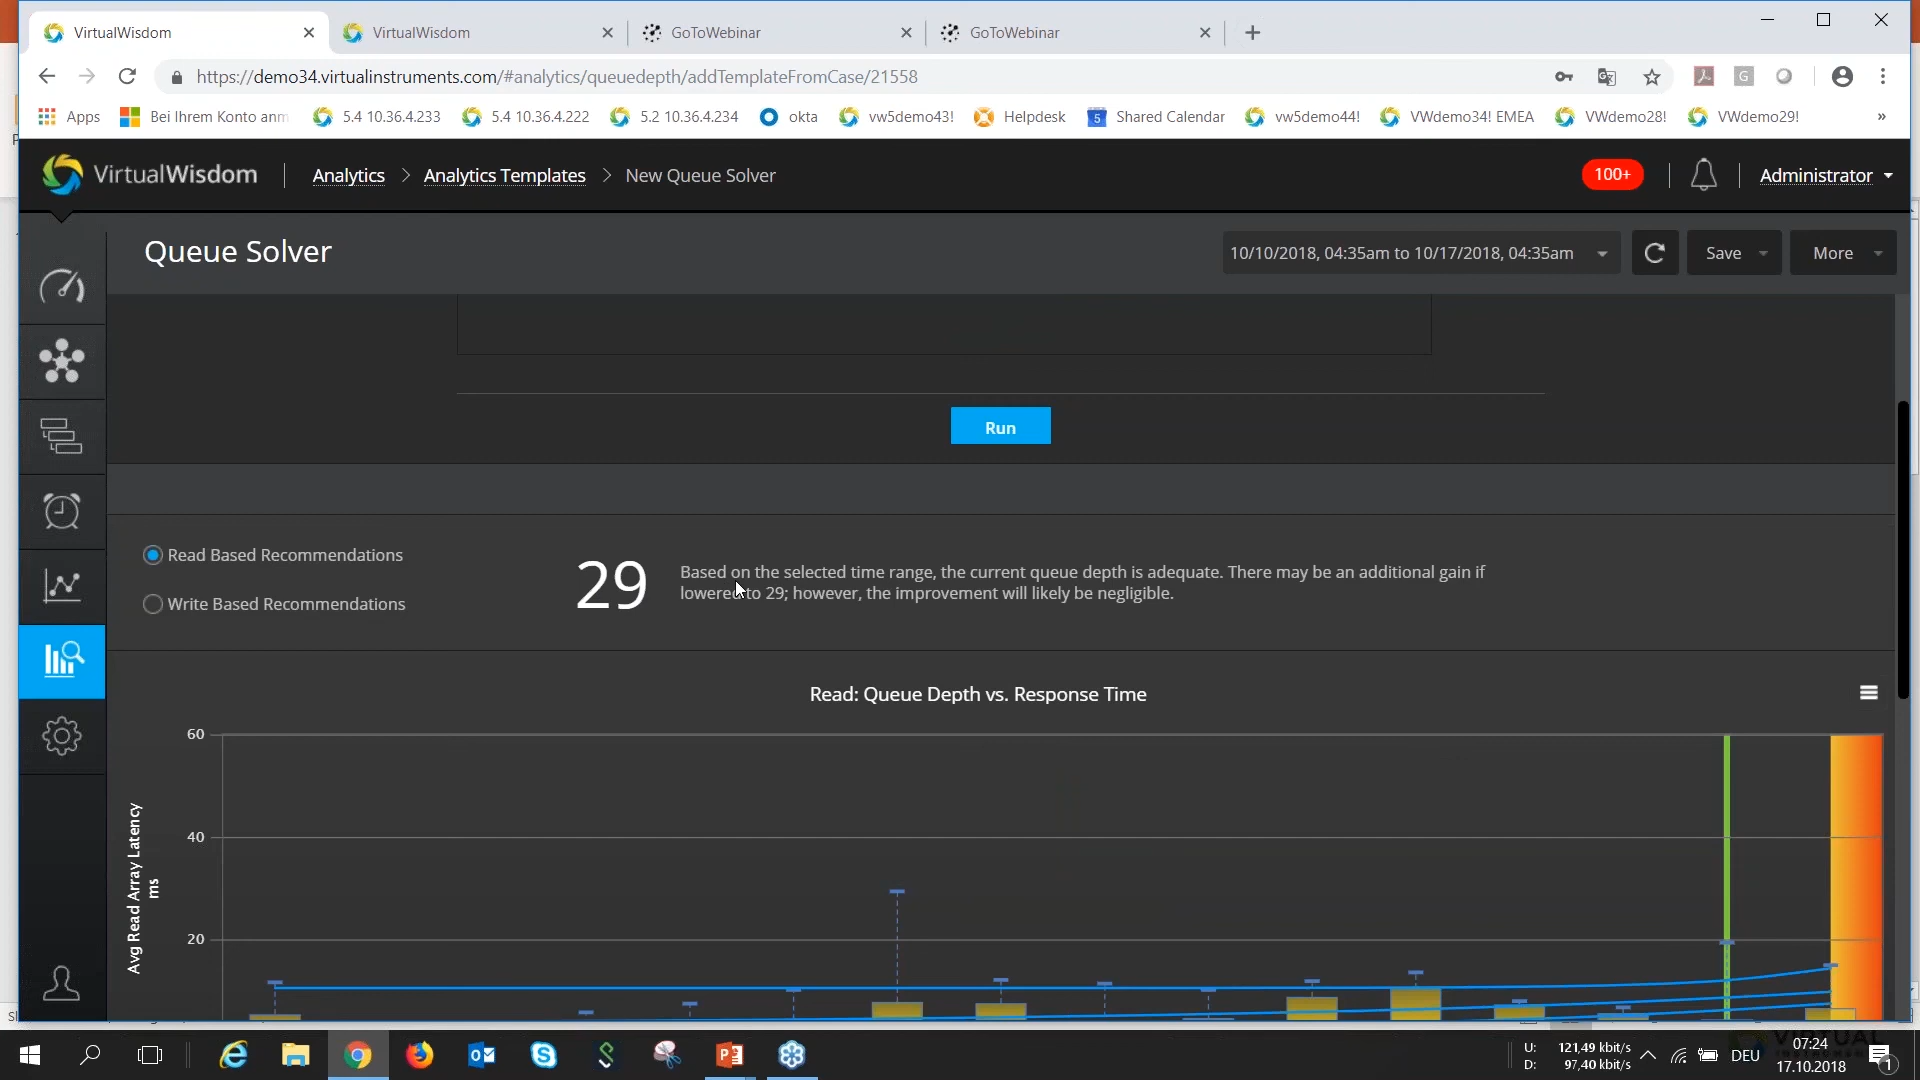 VirtualWisdom
VirtualWisdom
GoToWebinar
GoToWebinar
https://demo34.virtualinstruments.com/#analytics/queuedepth/addTemplateFromCase/21558
Apps
Bei Ihrem Konto anm
5.4 10.36.4.233
5.4 10.36.4.222
5.2 10.36.4.234
okta
vw5demo43!
Helpdesk
5
Shared Calendar
vw5demo44!
VWdemo34! EMEA
VWdemo28!
VWdemo29!
»
VirtualWisdom
Analytics > Analytics Templates > New Queue Solver
100+
Administrator
Queue Solver
10/10/2018, 04:35am to 10/17/2018, 04:35am
Save
More
Run
Read Based Recommendations
Write Based Recommendations
29
Based on the selected time range, the current queue depth is adequate. There may be an additional gain if
lowered to 29; however, the improvement will likely be negligible.
Read: Queue Depth vs. Response Time
60
40
20
Avg Read Array Latency
ms
U: 121,49 kbit/s
D: 97,40 kbit/s
DEU
07:24
17.10.2018
1